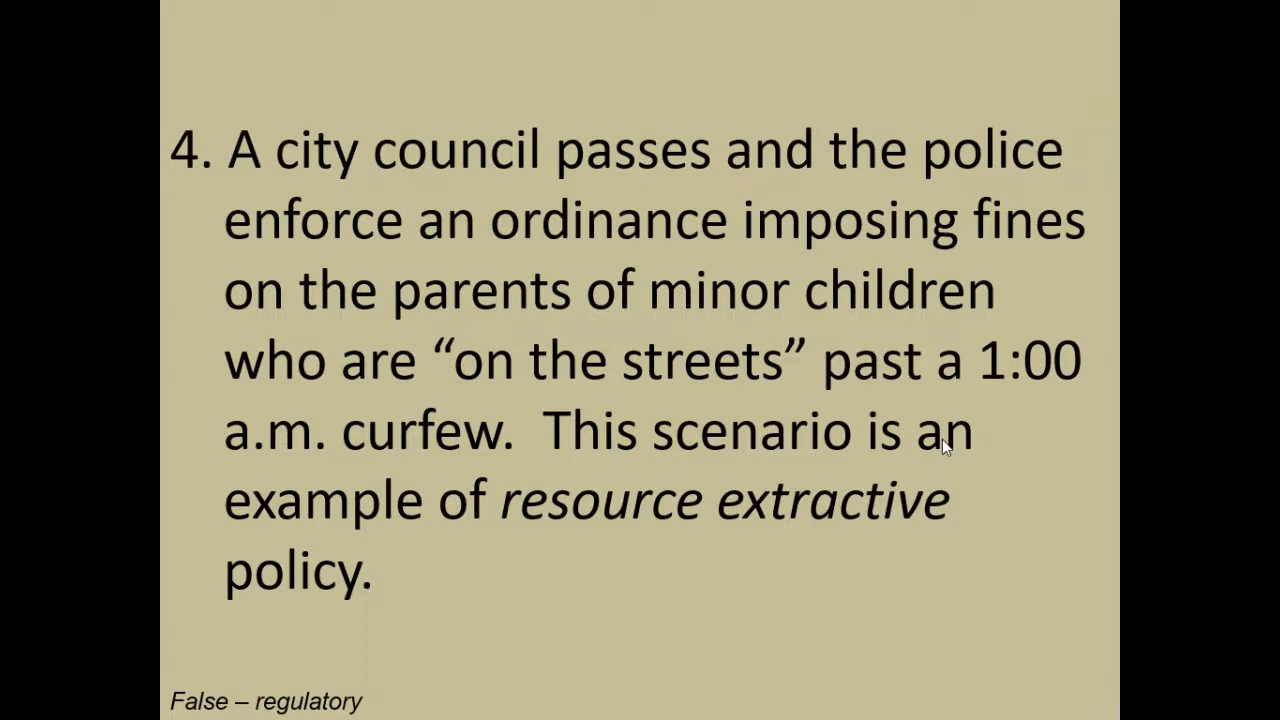 4. A city council passes and the police
enforce an ordinance imposing fines
on the parents of minor children
who are “on the streets” past a 1:00
a.m. curfew.  This scenario is an
example of resource extractive
policy.
False – regulatory